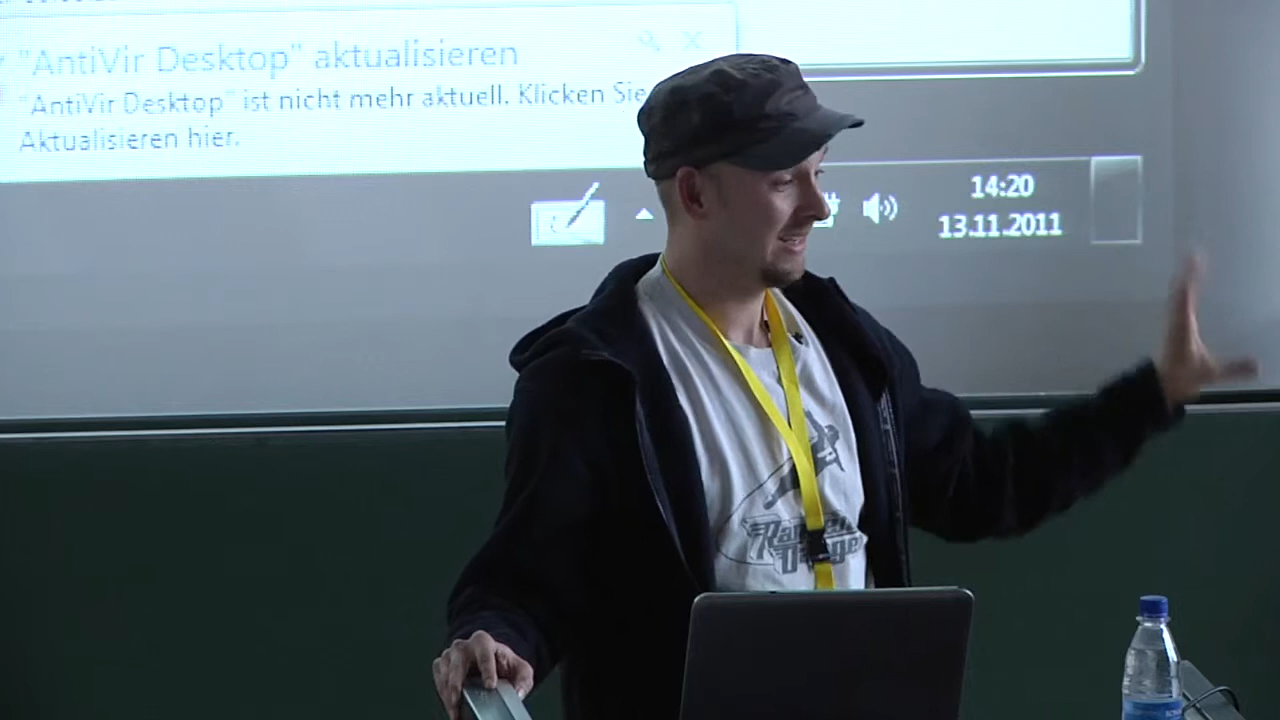 "AntiVir Desktop" aktualisieren
"AntiVir Desktop" ist nicht mehr aktuell. Klicken Sie
Aktualisieren hier.
14:20
13.11.2011